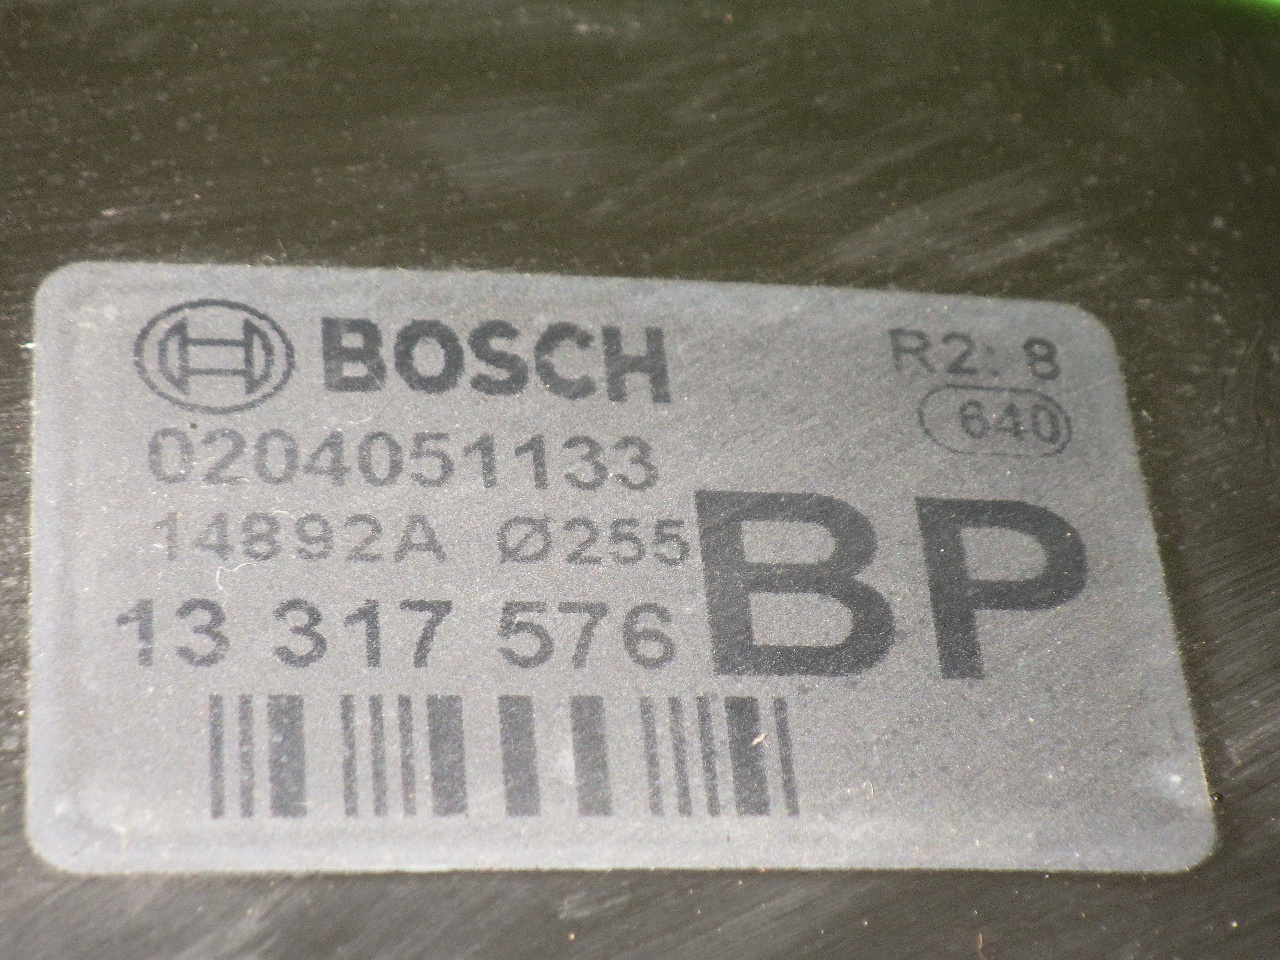 BOSCH
R2: 8
640
0204051133
14892A Ø255
BP
13 317 576